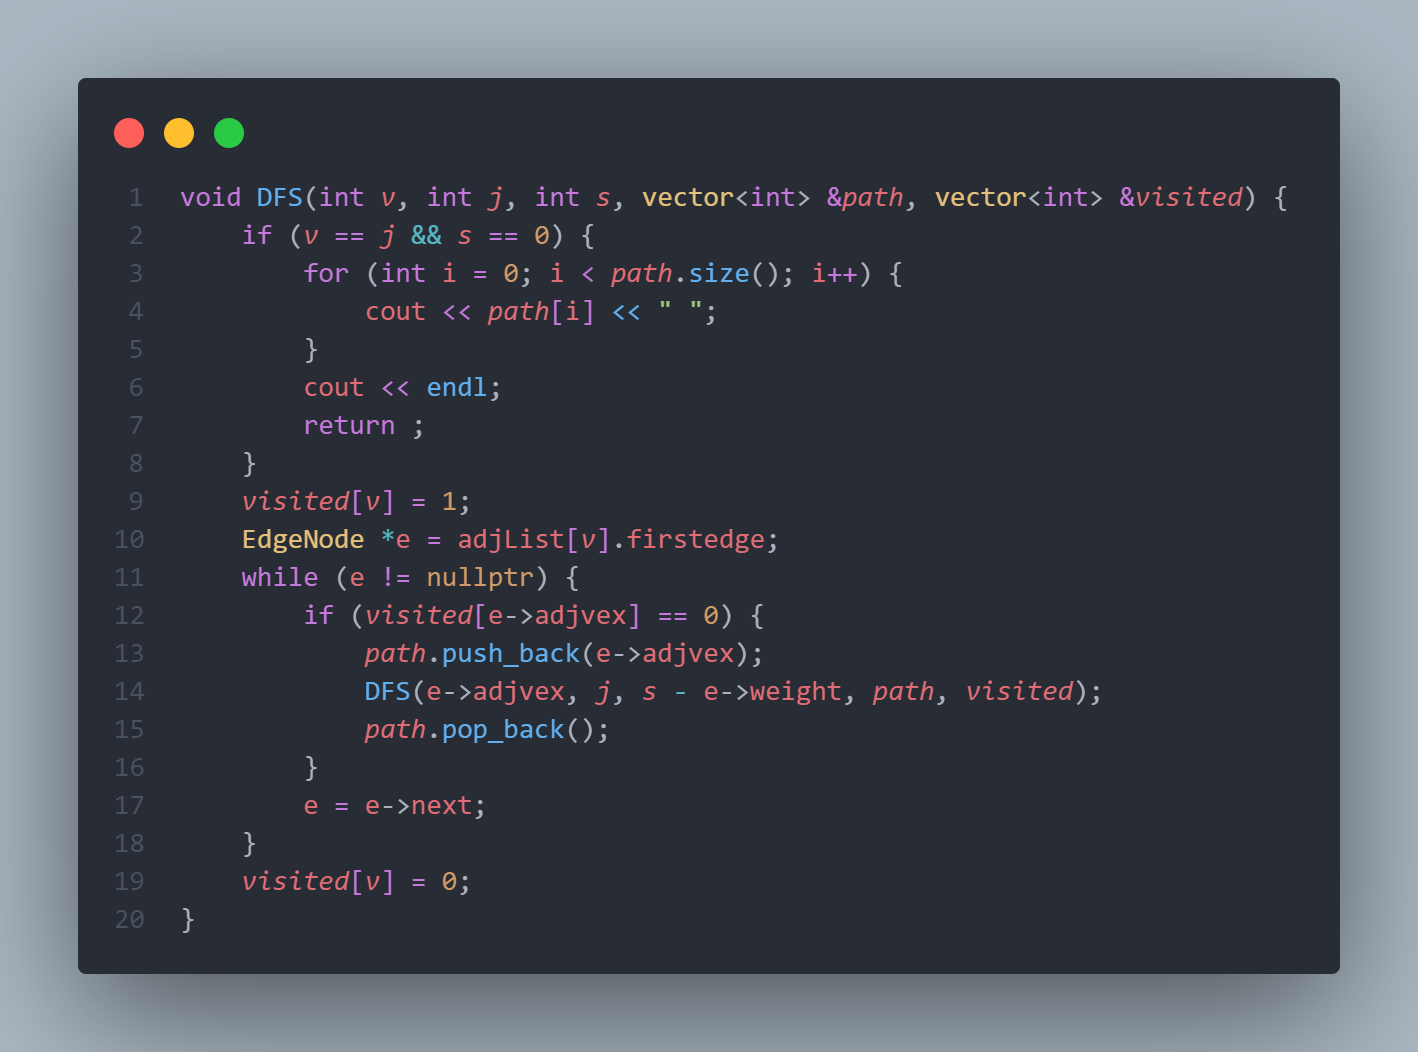 1 void DFS(int v, int j, int s, vector<int> &path, vector<int> &visited) {
2     if (v == j && s == 0) {
3         for (int i = 0; i < path.size(); i++) {
4             cout << path[i] << " ";
5         }
6         cout << endl;
7         return ;
8     }
9     visited[v] = 1;
10     EdgeNode *e = adjList[v].firstedge;
11     while (e != nullptr) {
12         if (visited[e->adjvex] == 0) {
13             path.push_back(e->adjvex);
14             DFS(e->adjvex, j, s - e->weight, path, visited);
15             path.pop_back();
16         }
17         e = e->next;
18     }
19     visited[v] = 0;
20 }